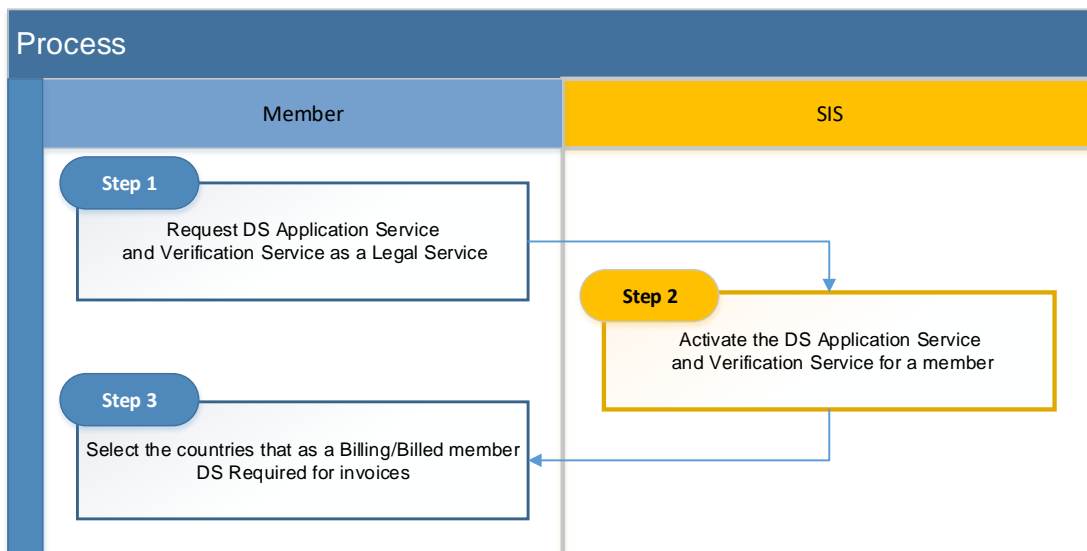 Process
Member
SIS
Step 1
Request DS Application Service
and Verification Service as a Legal Service
Step 2
Activate the DS Application Service
and Verification Service for a member
Step 3
Select the countries that as a Billing/Billed member
DS Required for invoices